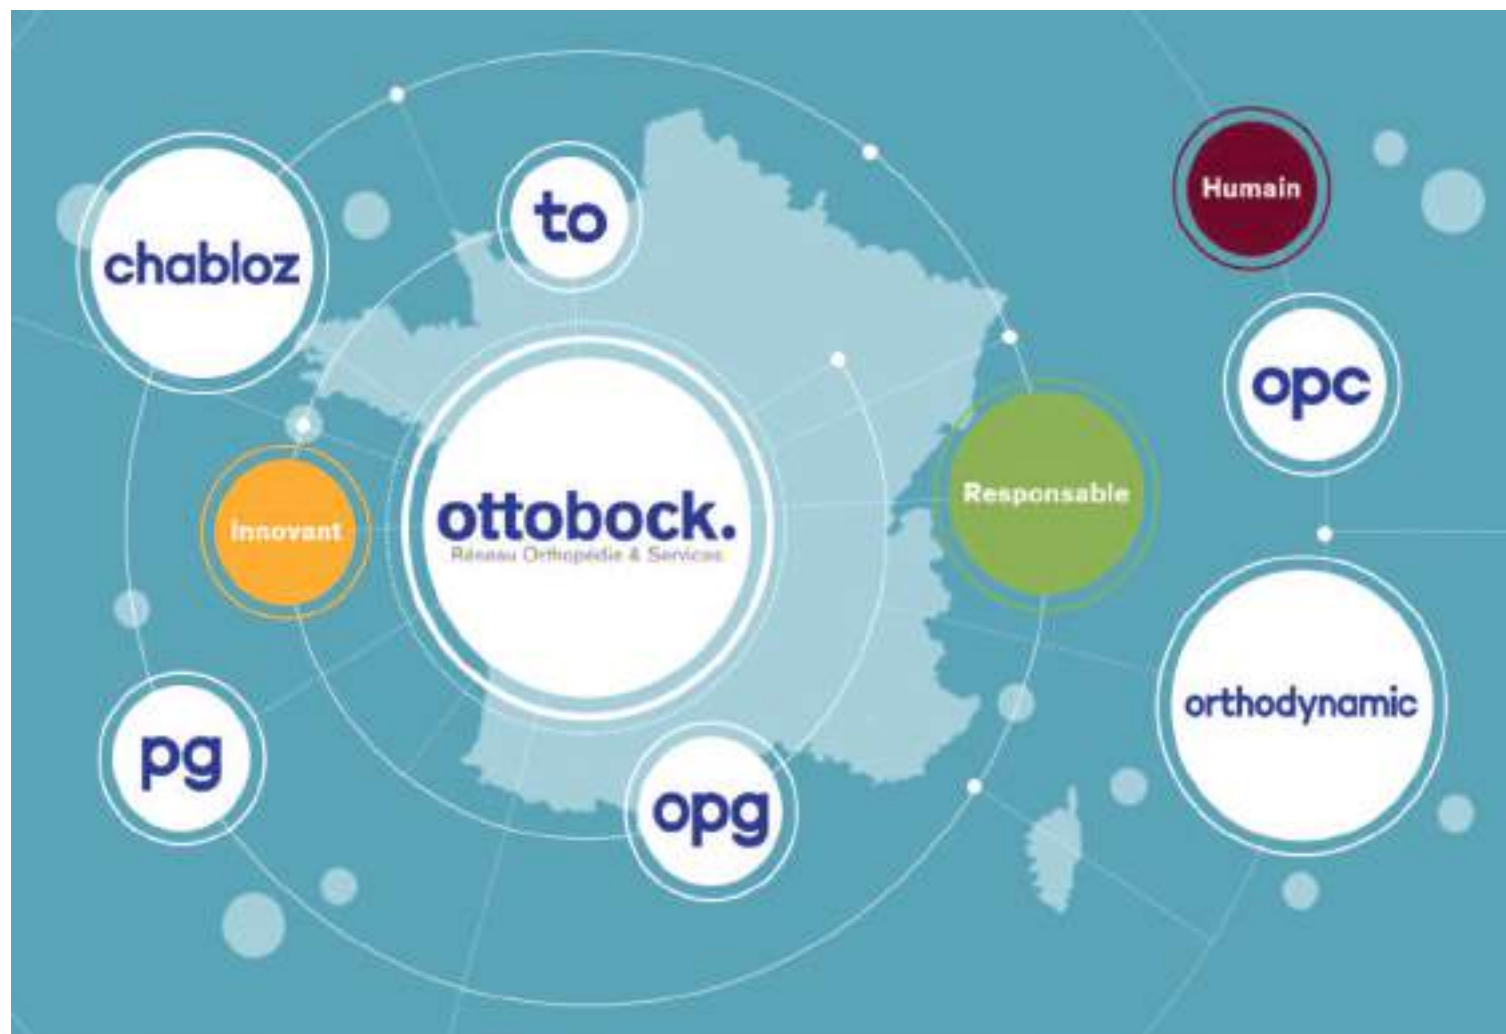 Humain
to
chabloz
opc
Responsable
ottobock.
Réseau Orthopédie & Services
Innovant
orthodynamic
pg
opg